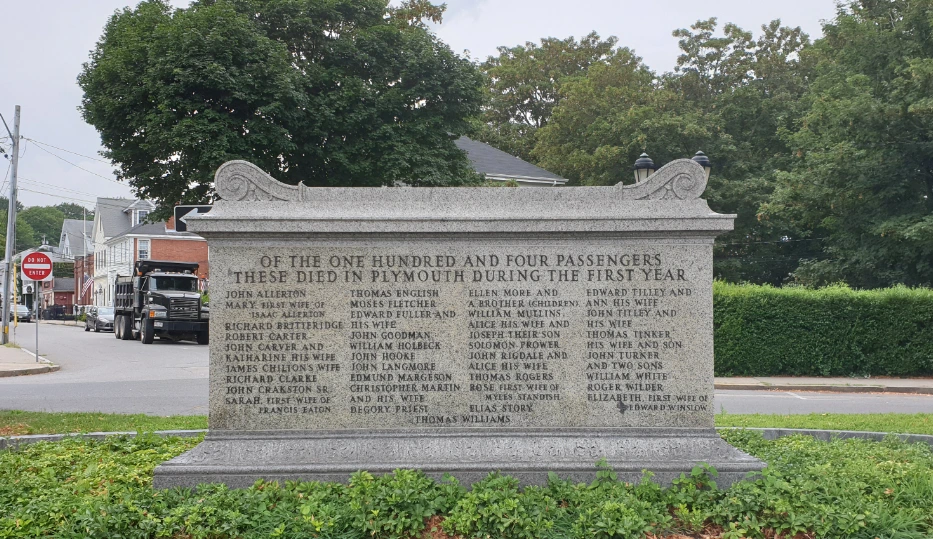 OF THE ONE HUNDRED AND FOUR PASSENGERS
THESE DIED IN PLYMOUTH DURING THE FIRST YEAR
JOHN ALLERTON
MARY, FIRST WIFE OF
ISAAC ALLERTON
RICHARD BRITTERIDGE
ROBERT CARTER
JOHN CARVER AND
KATHARINE HIS WIFE
JAMES CHILTON'S WIFE
RICHARD CLARKE
JOHN CRAKSTON SR.
SARAH, FIRST WIFE OF
FRANCIS EATON
THOMAS ENGLISH
MOSES FLETCHER
EDWARD FULLER AND
HIS WIFE
JOHN GOODMAN
WILLIAM HOLBECK
JOHN HOOKE
JOHN LANGMORE
EDMUND MARGESON
CHRISTOPHER MARTIN
AND HIS WIFE
DEGORY PRIEST
ELLEN MORE AND
A BROTHER (CHILDREN)
WILLIAM MULLINS,
ALICE HIS WIFE AND
JOSEPH THEIR SON
SOLOMON PROWER
JOHN RIGDALE AND
ALICE HIS WIFE
THOMAS ROGERS
ROSE, FIRST WIFE OF
MYLES STANDISH
ELIAS STORY
EDWARD TILLEY AND
ANN HIS WIFE
JOHN TILLEY AND
HIS WIFE
THOMAS TINKER,
HIS WIFE AND SON
JOHN TURNER
AND TWO SONS
WILLIAM WHITE
ROGER WILDER
ELIZABETH, FIRST WIFE OF
EDWARD WINSLOW
THOMAS WILLIAMS
DO NOT
ENTER